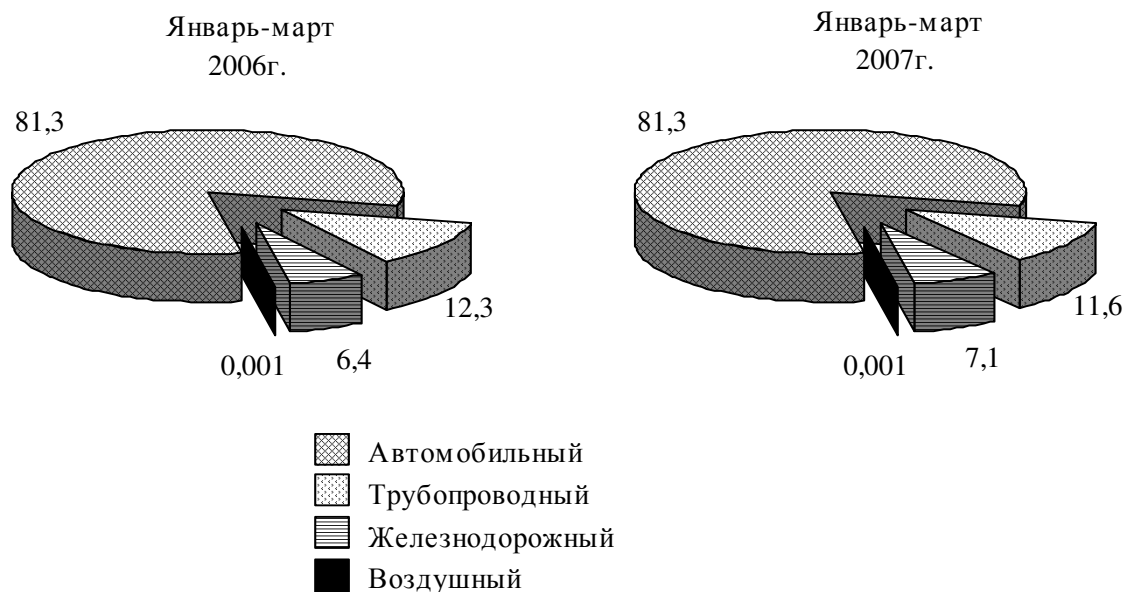 Январь-март
2006г.
81,3
12,3
6,4
0,001
Январь-март
2007г.
81,3
11,6
7,1
0,001
Автомобильный
Трубопроводный
Железнодорожный
Воздушный